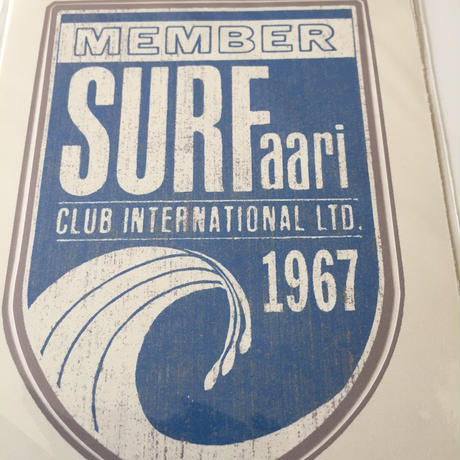 MEMBER
SURFaari
CLUB INTERNATIONAL LTD.
1967